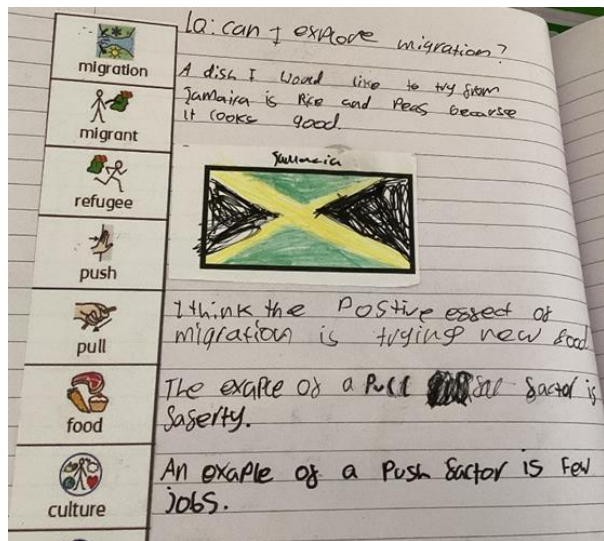 LQ: can I explore migration?
migration
A dish I would like to try from
Jamaica is Rice and Peas because
it looks good.
migrant
Jamaica
refugee
push
I think the Postive essect of
migration is trying new food
pull
The exaple of a Pull factor is
Saserty.
food
An exaple of a Push factor is Few
jobs.
culture